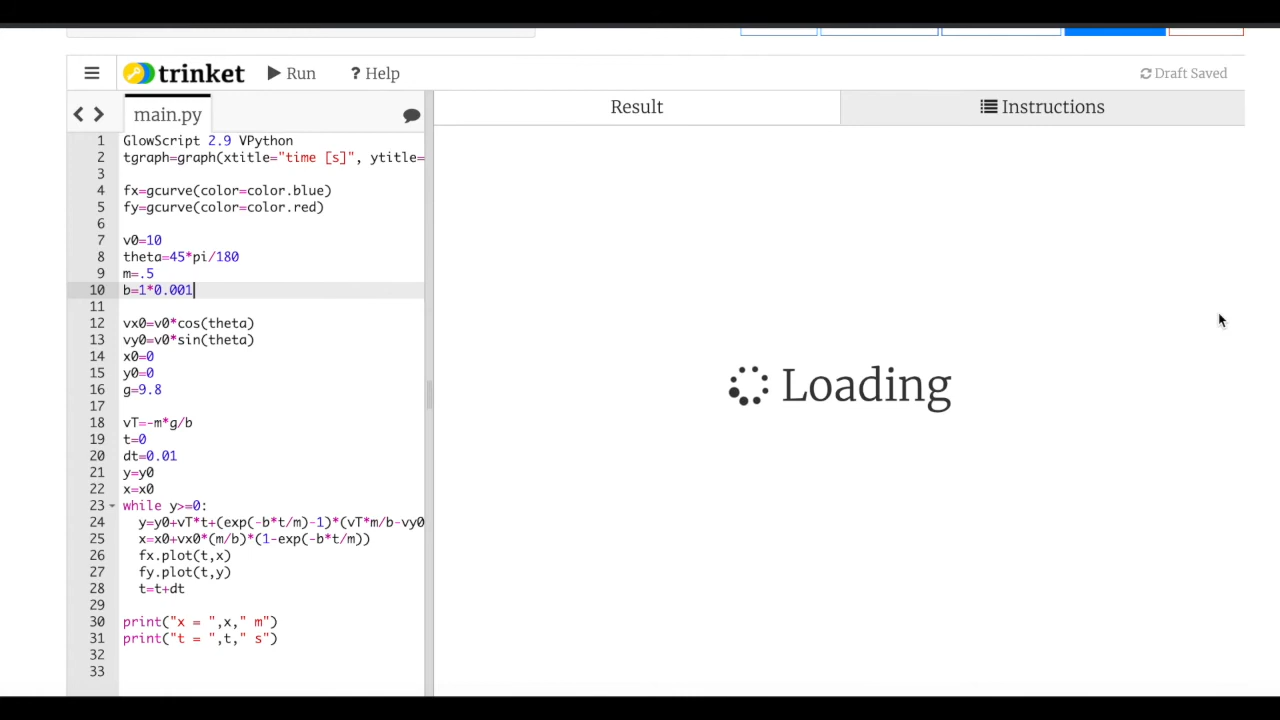 trinket
Run
? Help
Draft Saved
main.py
Result
Instructions
1 GlowScript 2.9 VPython
2 tgraph=graph(xtitle="time [s]", ytitle=
3
4 fx=gcurve(color=color.blue)
5 fy=gcurve(color=color.red)
6
7 v0=10
8 theta=45*pi/180
9 m=.5
10 b=1*0.001
11
12 vx0=v0*cos(theta)
13 vy0=v0*sin(theta)
14 x0=0
15 y0=0
16 g=9.8
17
18 vT=-m*g/b
19 t=0
20 dt=0.01
21 y=y0
22 x=x0
23 while y>=0:
24 y=y0+vT*t+(exp(-b*t/m)-1)*(vT*m/b-vy0
25 x=x0+vx0*(m/b)*(1-exp(-b*t/m))
26 fx.plot(t,x)
27 fy.plot(t,y)
28 t=t+dt
29
30 print("x = ",x," m")
31 print("t = ",t," s")
32
33
Loading